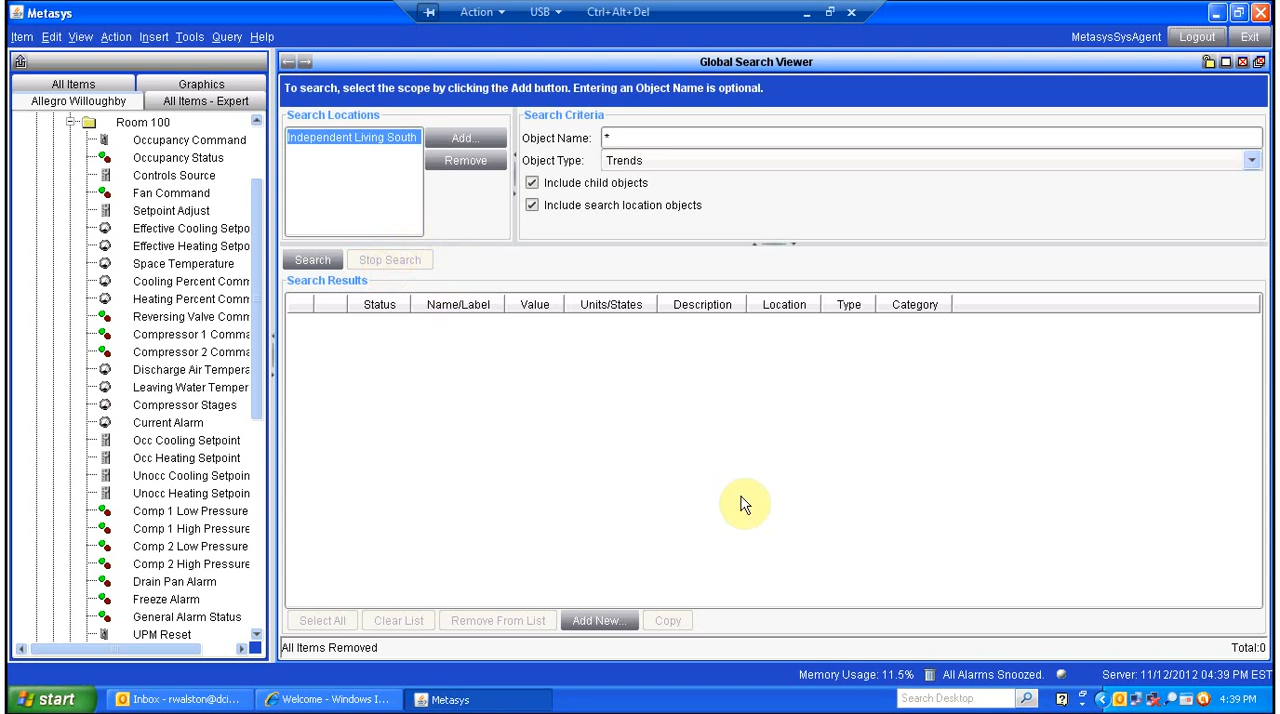 Metasys
Action
USB
Ctrl+Alt+Del
Item Edit View Action Insert Tools Query Help
MetasysSysAgent
Logout
Exit
All Items
Graphics
Allegro Willoughby
All Items - Expert
Room 100
Occupancy Command
Occupancy Status
Controls Source
Fan Command
Setpoint Adjust
Effective Cooling Setpo
Effective Heating Setpo
Space Temperature
Cooling Percent Comm
Heating Percent Comm
Reversing Valve Comm
Compressor 1 Comma
Compressor 2 Comma
Discharge Air Tempera
Leaving Water Temper
Compressor Stages
Current Alarm
Occ Cooling Setpoint
Occ Heating Setpoint
Unocc Cooling Setpoin
Unocc Heating Setpoin
Comp 1 Low Pressure
Comp 1 High Pressure
Comp 2 Low Pressure
Comp 2 High Pressure
Drain Pan Alarm
Freeze Alarm
General Alarm Status
UPM Reset
Global Search Viewer
To search, select the scope by clicking the Add button. Entering an Object Name is optional.
Search Locations
Independent Living South
Add...
Remove
Search Criteria
Object Name: *
Object Type: Trends
Include child objects
Include search location objects
Search
Stop Search
Search Results
Status Name/Label Value Units/States Description Location Type Category
Select All
Clear List
Remove From List
Add New...
Copy
All Items Removed
Total:0
Memory Usage: 11.5%
All Alarms Snoozed.
Server: 11/12/2012 04:39 PM EST
start
Inbox - rwalston@dci...
Welcome - Windows I...
Metasys
Search Desktop
4:39 PM